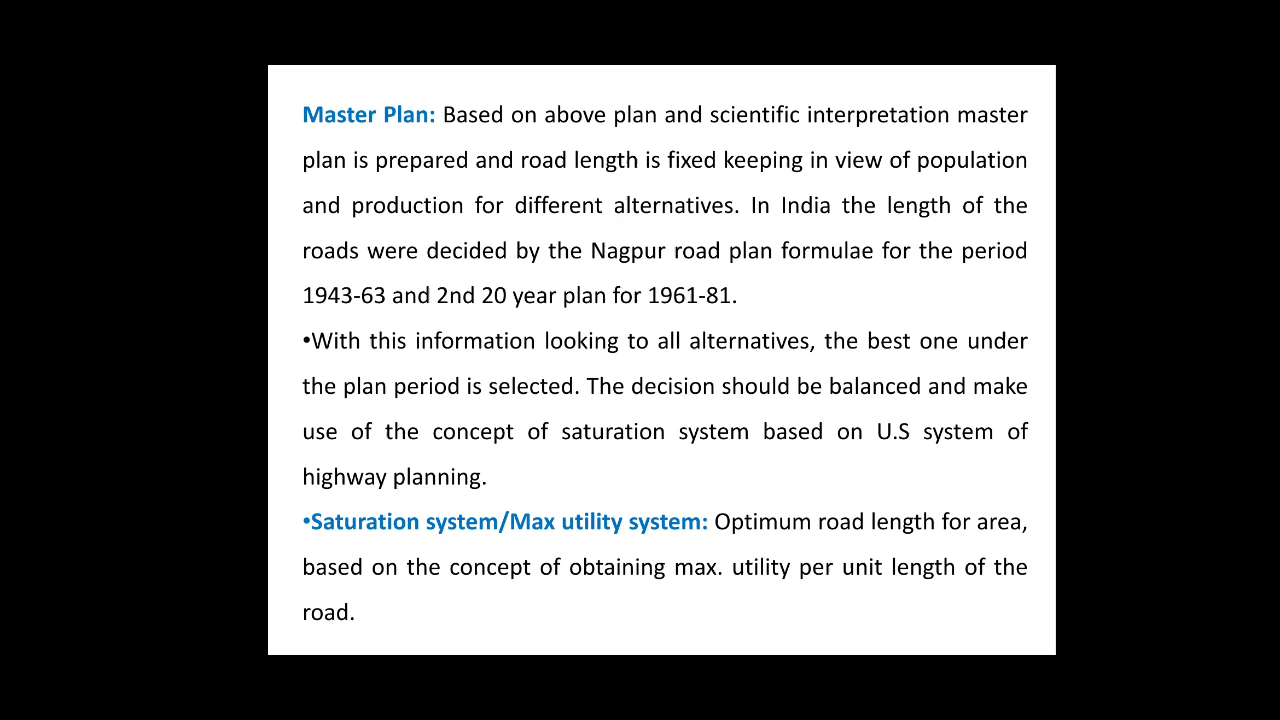 Master Plan: Based on above plan and scientific interpretation master
plan is prepared and road length is fixed keeping in view of population
and production for different alternatives. In India the length of the
roads were decided by the Nagpur road plan formulae for the period
1943-63 and 2nd 20 year plan for 1961-81.
•With this information looking to all alternatives, the best one under
the plan period is selected. The decision should be balanced and make
use of the concept of saturation system based on U.S system of
highway planning.
•Saturation system/Max utility system: Optimum road length for area,
based on the concept of obtaining max. utility per unit length of the
road.